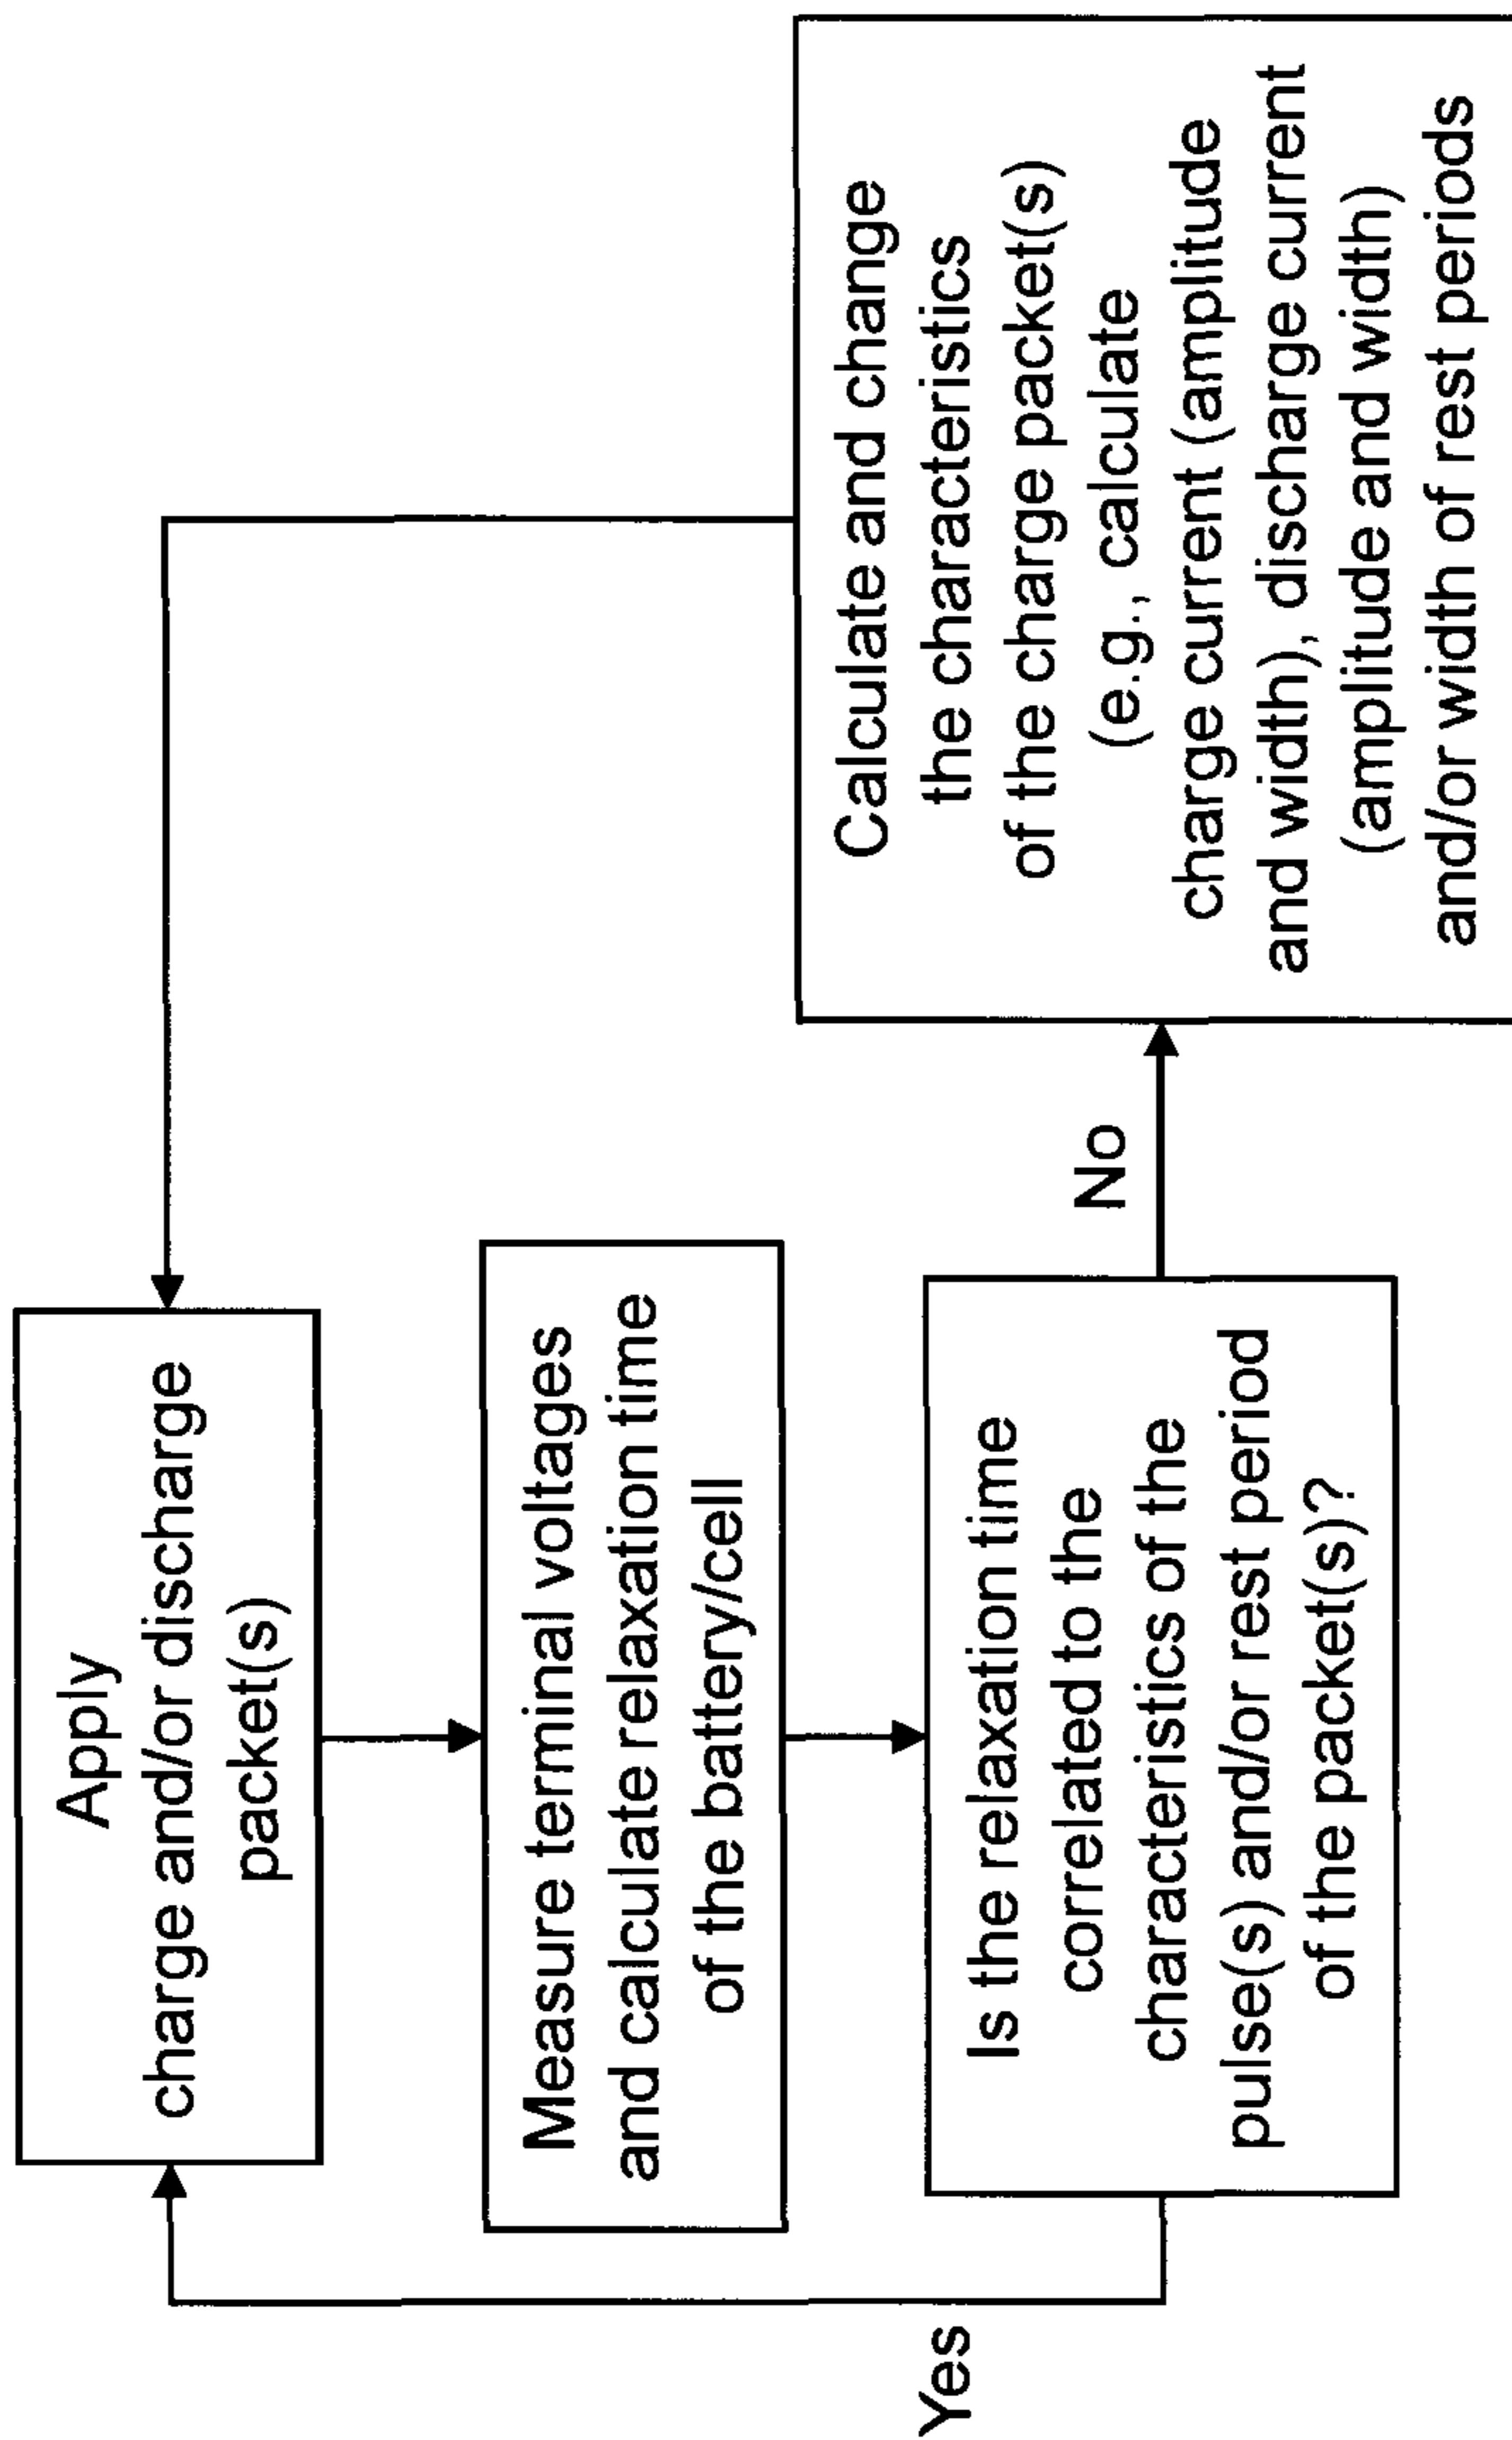 Apply
charge and/or discharge
packet(s)
Measure terminal voltages
and calculate relaxation time
of the battery/cell
Is the relaxation time
correlated to the
characteristics of the
pulse(s) and/or rest period
of the packet(s)?
Yes
No
Calculate and change
the characteristics
of the charge packet(s)
(e.g., calculate
charge current (amplitude
and width), discharge current
(amplitude and width)
and/or width of rest periods